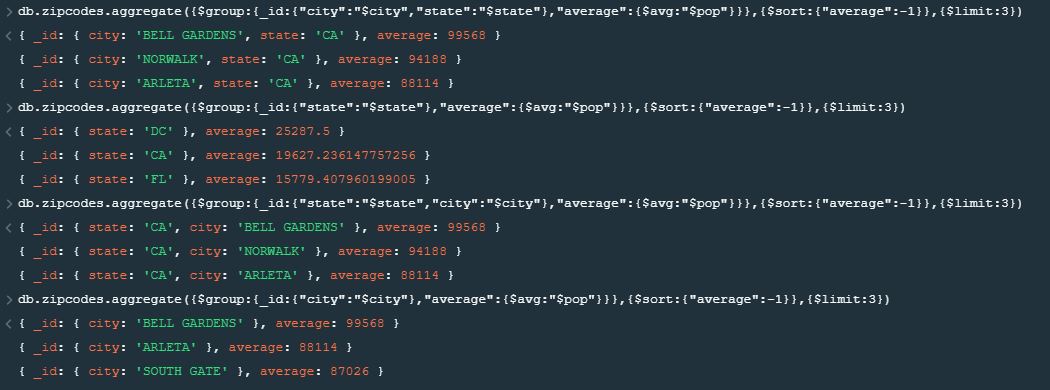 > db.zipcodes.aggregate({$group:{_id:{"city":"$city","state":"$state"},"average":{$avg:"$pop"}}},{$sort:{"average":-1}},{$limit:3})
< { _id: { city: 'BELL GARDENS', state: 'CA' }, average: 99568 }
{ _id: { city: 'NORWALK', state: 'CA' }, average: 94188 }
{ _id: { city: 'ARLETA', state: 'CA' }, average: 88114 }
> db.zipcodes.aggregate({$group:{_id:{"state":"$state"},"average":{$avg:"$pop"}}},{$sort:{"average":-1}},{$limit:3})
< { _id: { state: 'DC' }, average: 25287.5 }
{ _id: { state: 'CA' }, average: 19627.236147757256 }
{ _id: { state: 'FL' }, average: 15779.407960199005 }
> db.zipcodes.aggregate({$group:{_id:{"state":"$state","city":"$city"},"average":{$avg:"$pop"}}},{$sort:{"average":-1}},{$limit:3})
< { _id: { state: 'CA', city: 'BELL GARDENS' }, average: 99568 }
{ _id: { state: 'CA', city: 'NORWALK' }, average: 94188 }
{ _id: { state: 'CA', city: 'ARLETA' }, average: 88114 }
> db.zipcodes.aggregate({$group:{_id:{"city":"$city"},"average":{$avg:"$pop"}}},{$sort:{"average":-1}},{$limit:3})
< { _id: { city: 'BELL GARDENS' }, average: 99568 }
{ _id: { city: 'ARLETA' }, average: 88114 }
{ _id: { city: 'SOUTH GATE' }, average: 87026 }